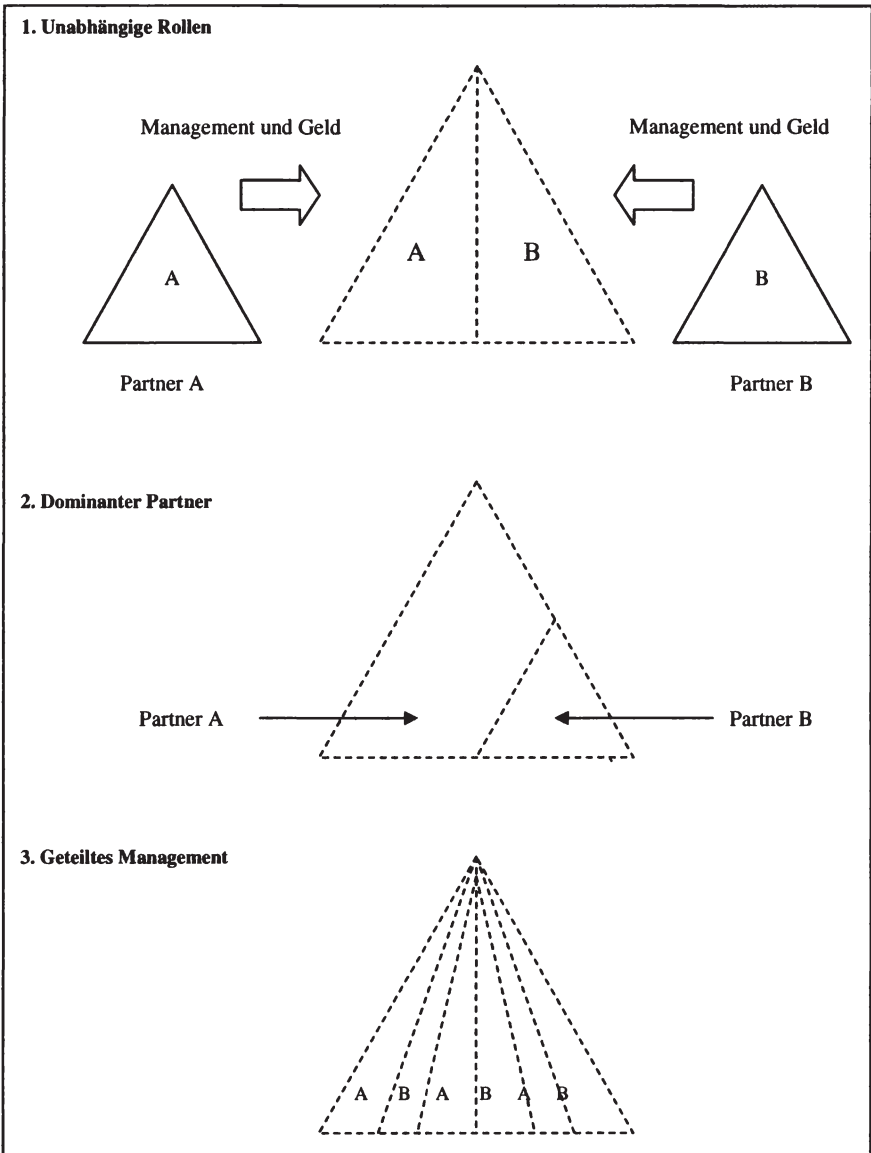 1. Unabhängige Rollen
Management und Geld
Management und Geld
A
A
B
B
Partner A
Partner B
2. Dominanter Partner
Partner A
Partner B
3. Geteiltes Management
A B A B A B